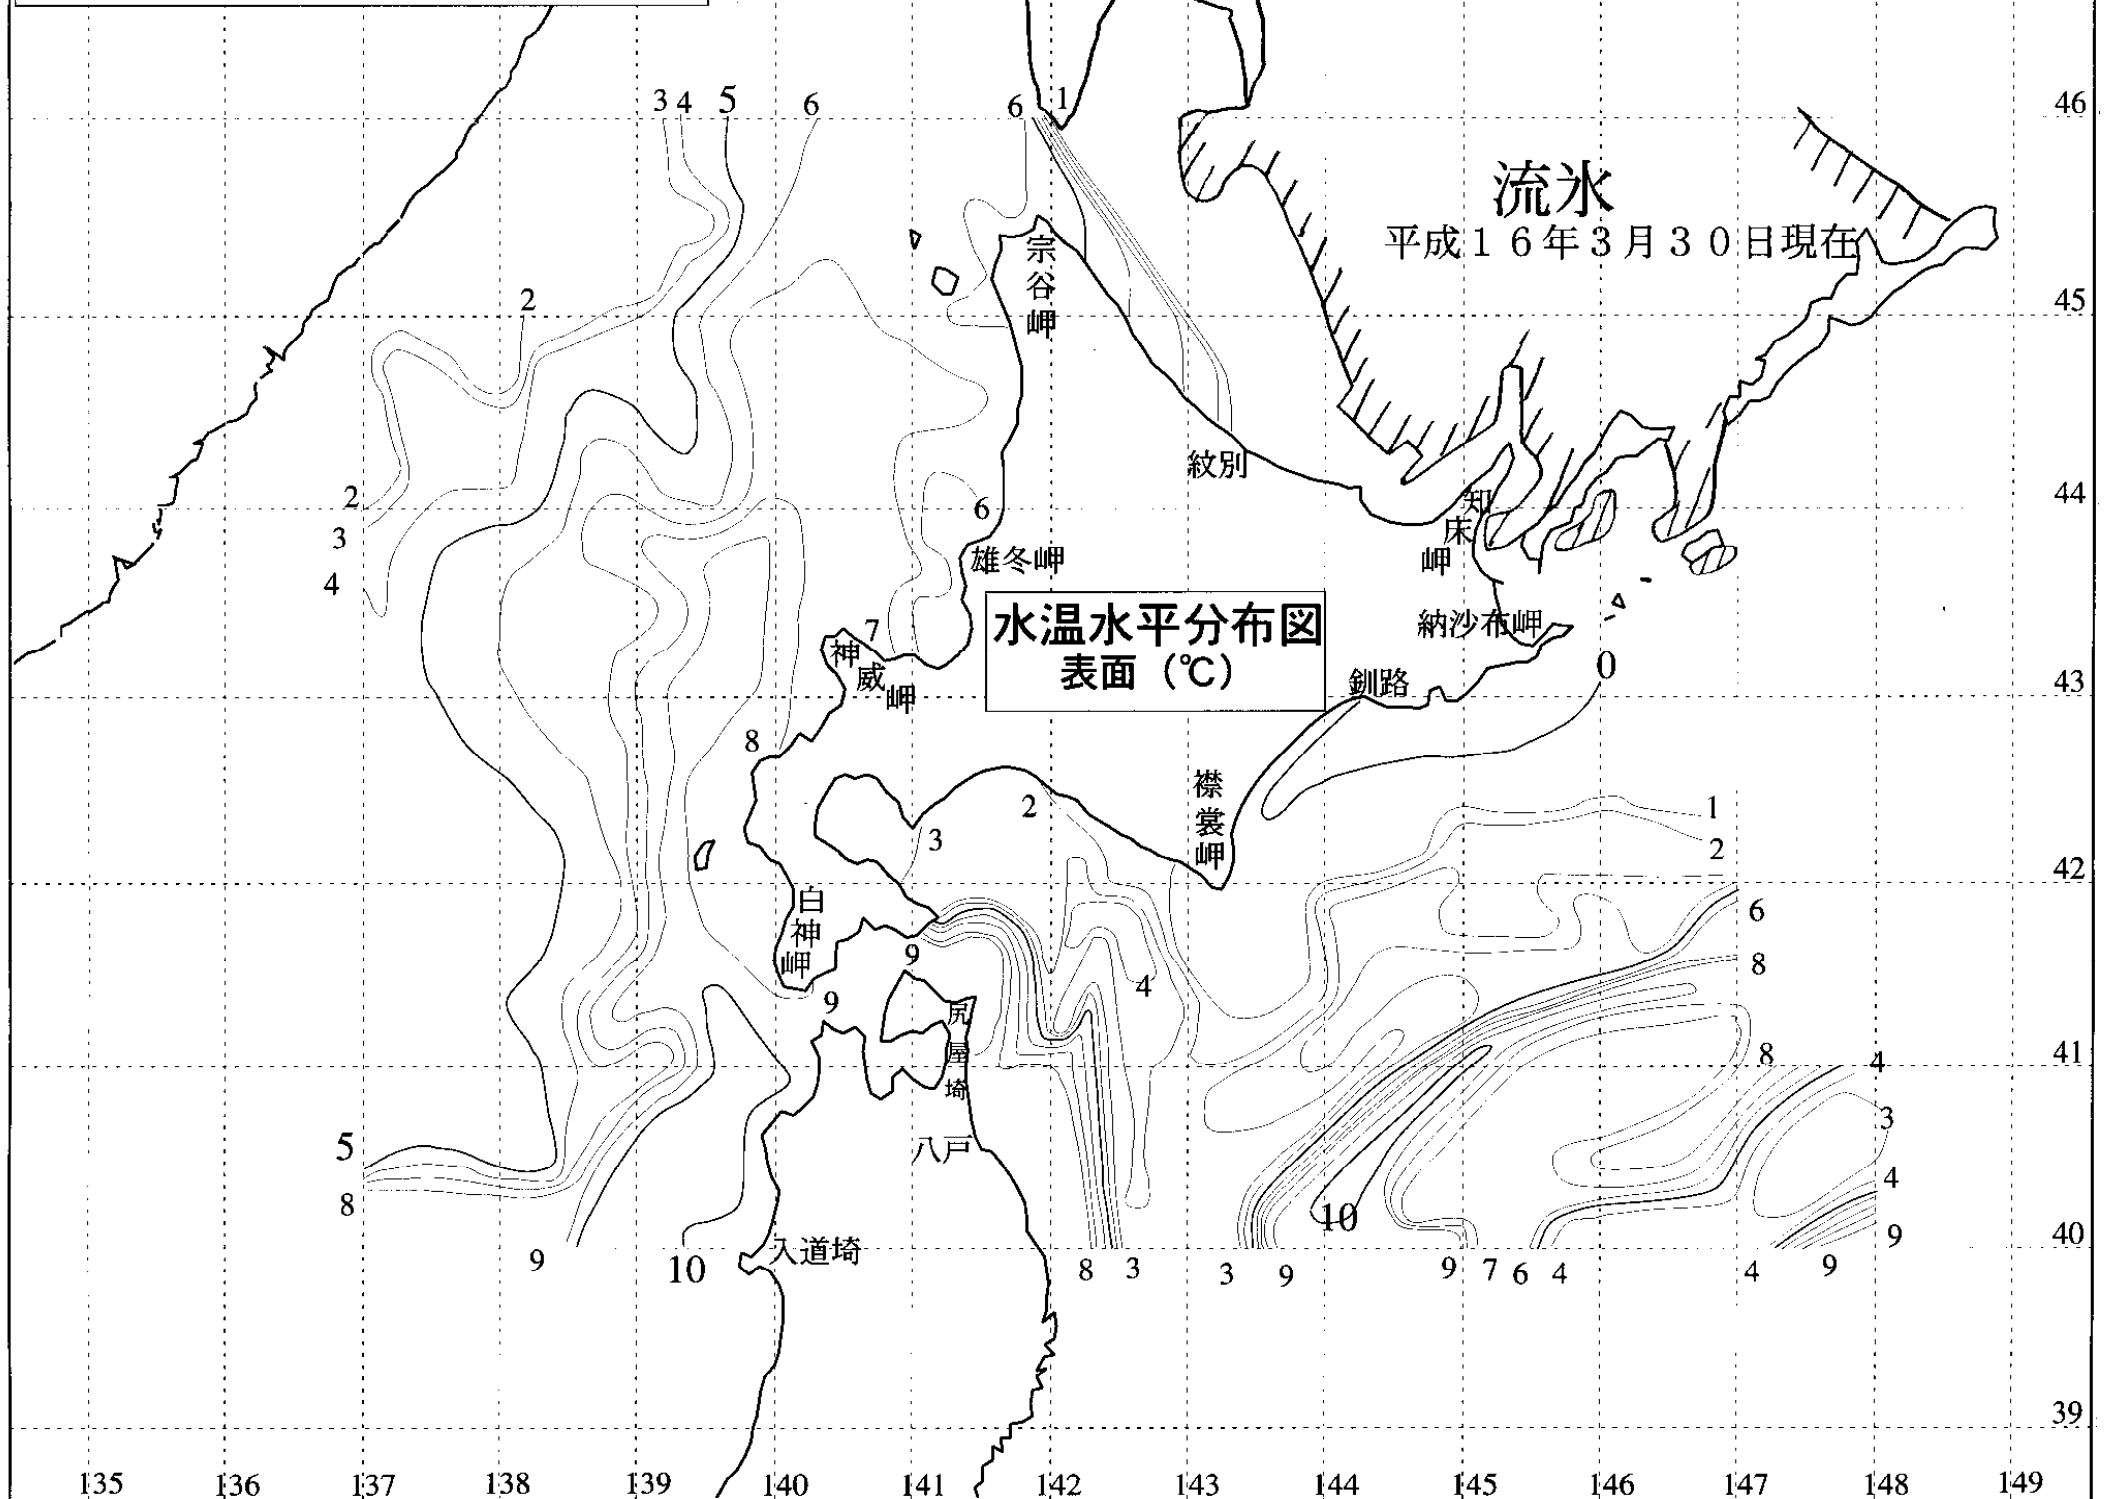 3 4 5 6 6 1
46
流氷
平成16年3月30日現在
宗谷岬
2
45
紋別
2
44
6
知床岬
3
雄冬岬
4
水温水平分布図
表面(℃)
納沙布岬
7
神威岬
0
釧路
43
8
襟裳岬
2
1
3
2
42
白神岬
6
9
8
4
9
尻屋埼
8
4
41
3
5
八戸
4
8
10
9
40
入道埼
9
10
8 3 3 9 9 7 6 4 4 9
39
135 136 137 138 139 140 141 142 143 144 145 146 147 148 149